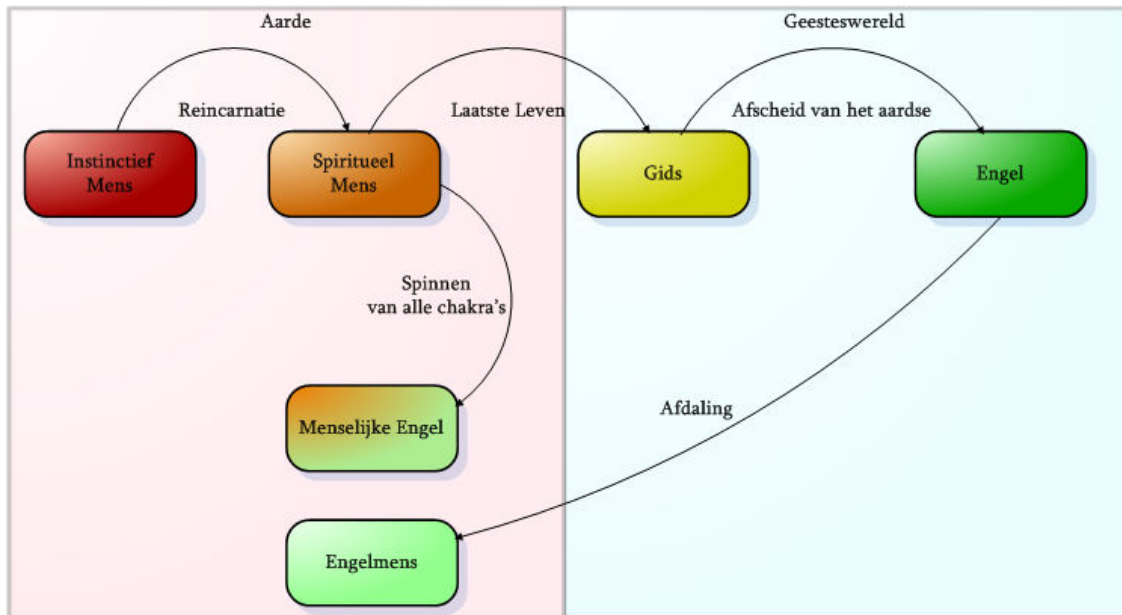 Aarde
Geesteswereld
Reincarnatie
Laatste Leven
Afscheid van het aardse
Instinctief
Mens
Spiritueel
Mens
Gids
Engel
Spinnen
van alle chakra's
Menselijke Engel
Afdaling
Engelmens